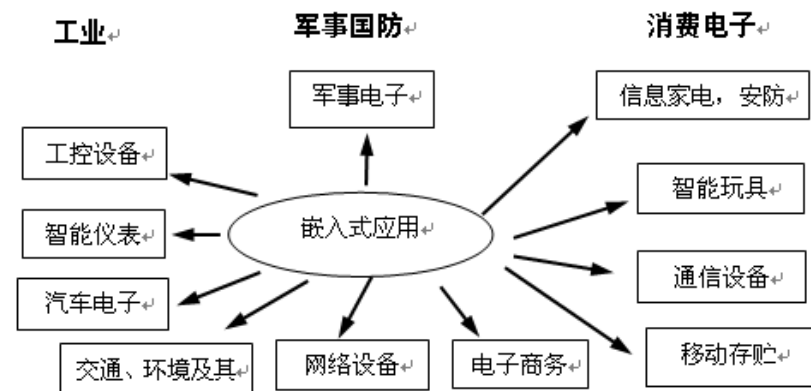 工业
军事国防
消费电子
军事电子
信息家电，安防
工控设备
智能玩具
智能仪表
嵌入式应用
通信设备
汽车电子
交通、环境及其
网络设备
电子商务
移动存贮